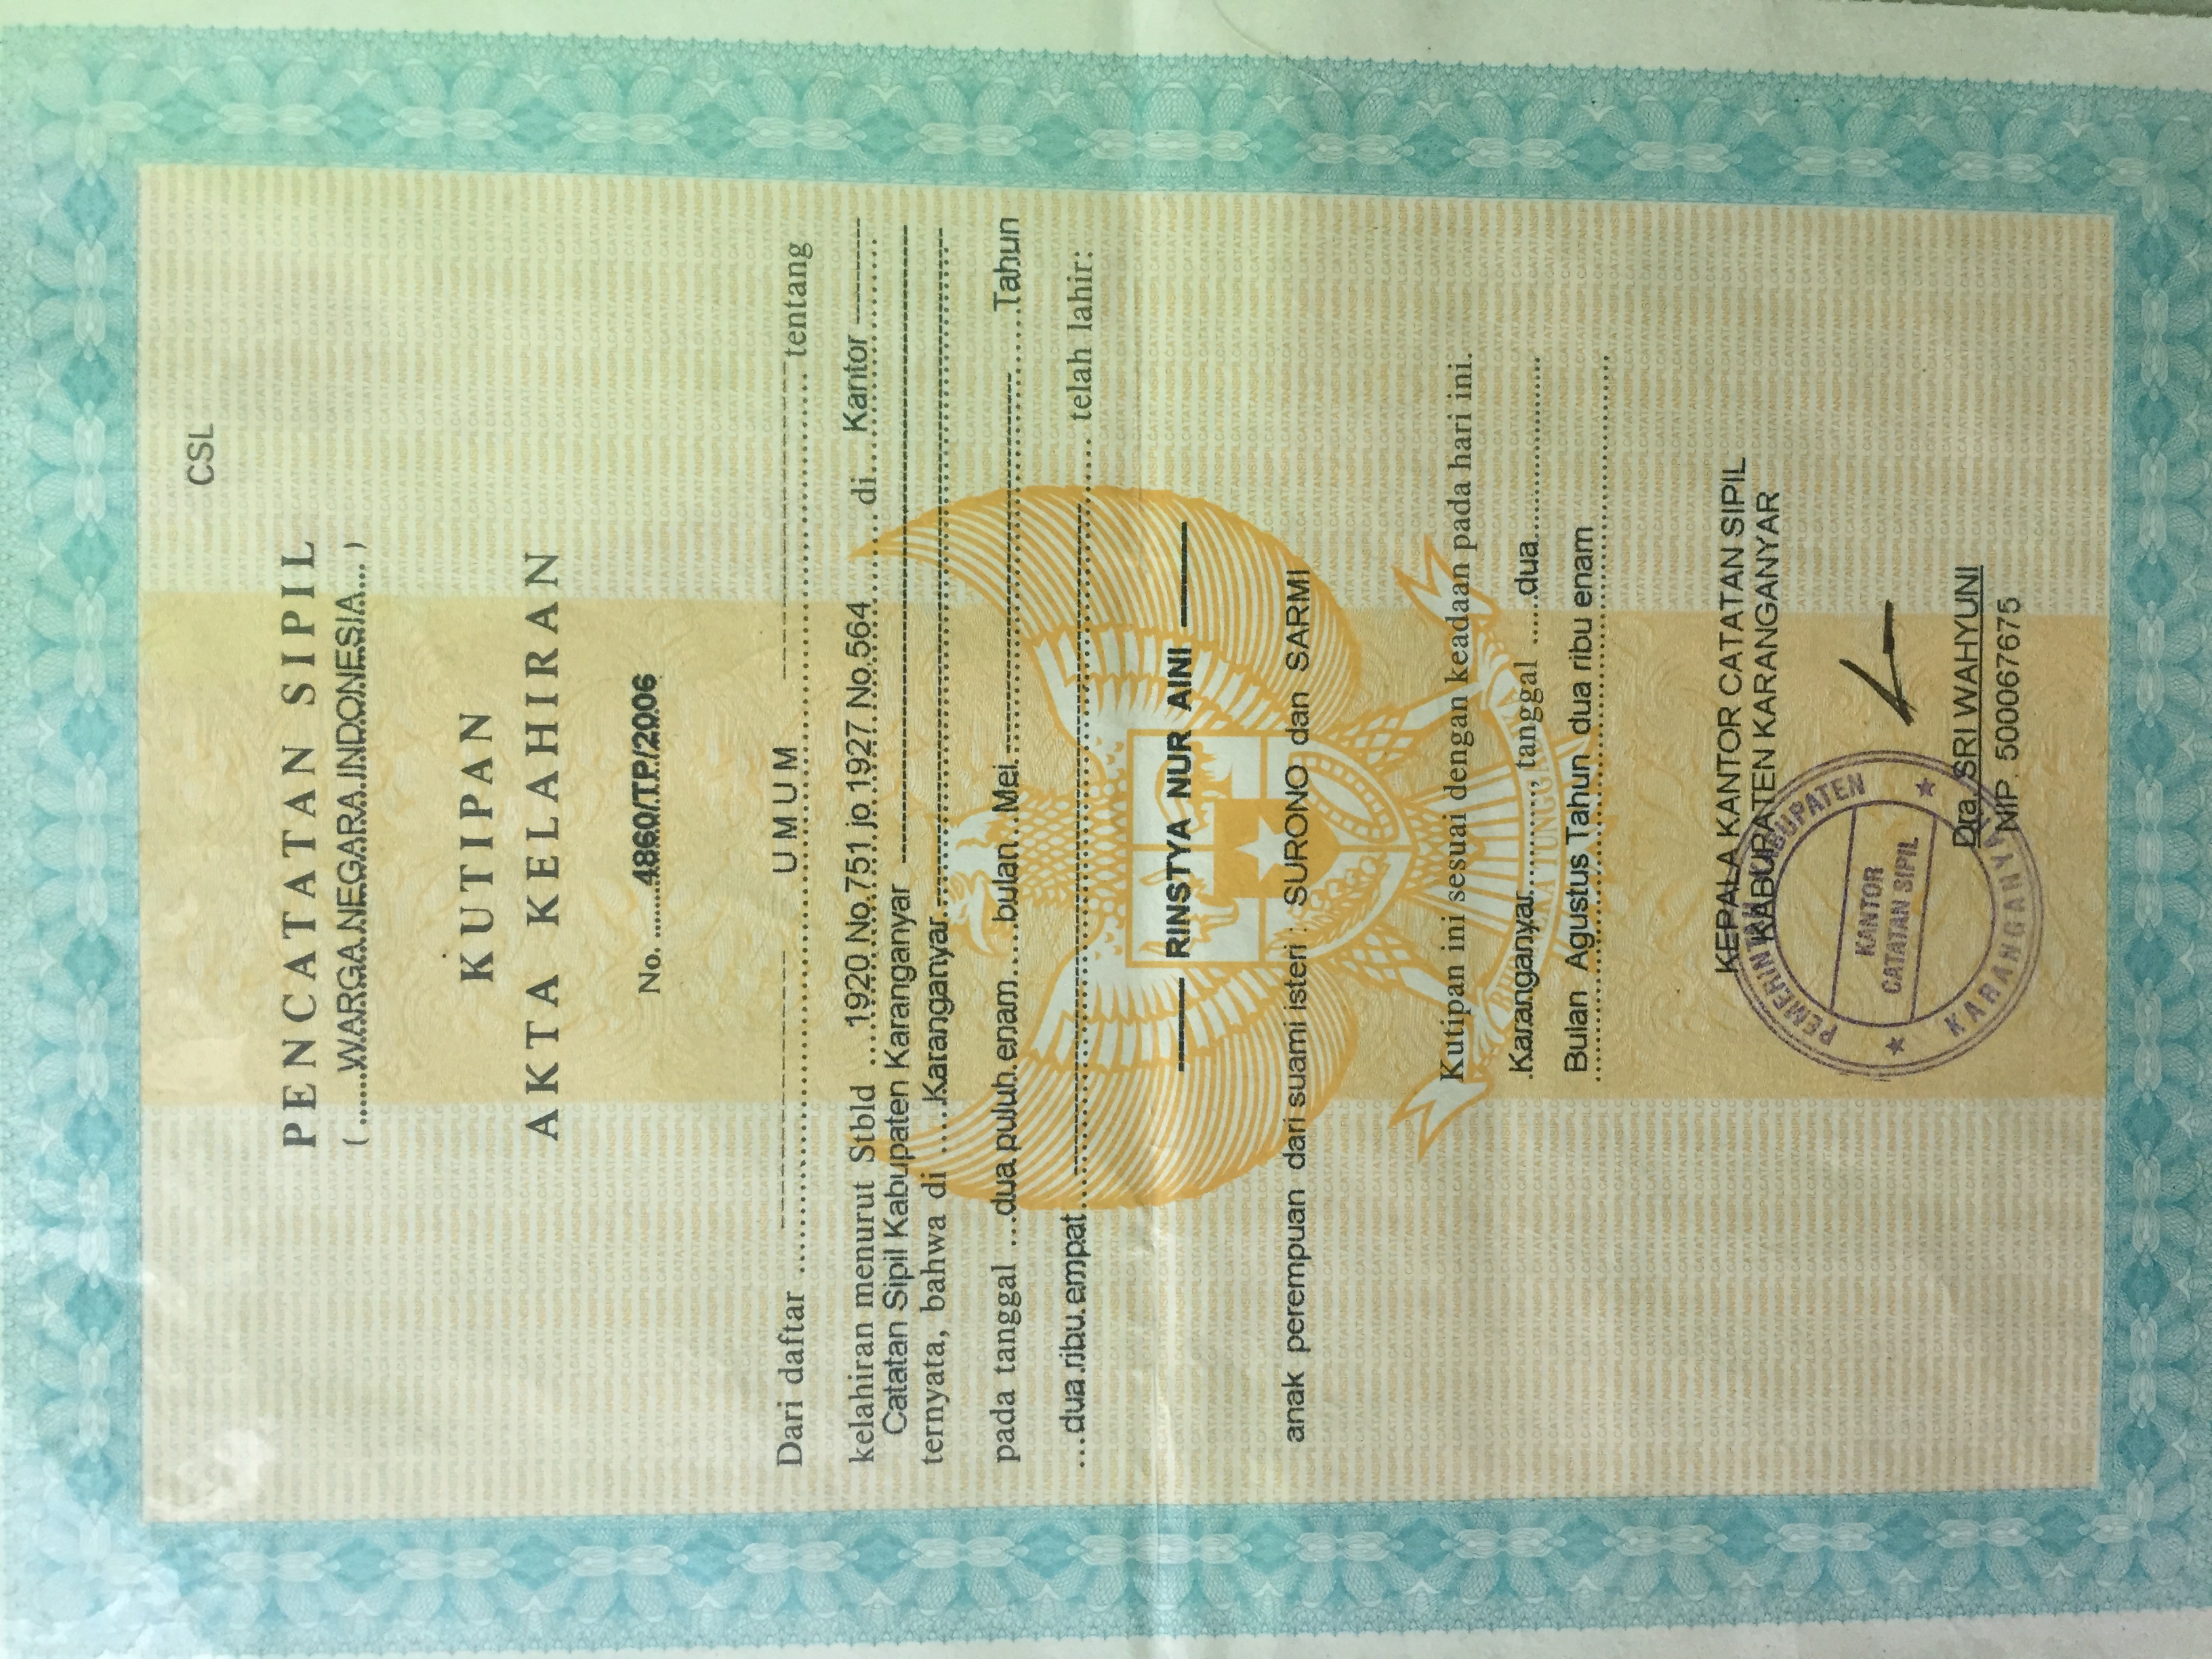 CSL
PENCATATAN SIPIL
( ......WARGA NEGARA INDONESIA... )
KUTIPAN
AKTA KELAHIRAN
No. .......4860/TP/2006
Dari daftar ---------- UMUM ---------- tentang
kelahiran menurut Stbld ....1920 No.751 jo 1927 No.564........ di.... Kantor ----------
Catatan Sipil Kabupaten Karanganyar ----------
ternyata, bahwa di .....Karanganyar.----------
pada tanggal ...dua puluh enam.....bulan..Mei.----------......Tahun
...dua ribu empat...----------...... telah lahir:
RINSTYA NUR AINI
anak perempuan dari suami isteri : SURONO dan SARMI
Kutipan ini sesuai dengan keadaan pada hari ini.
.Karanganyar............, tanggal ......dua.....................
Bulan Agustus Tahun dua ribu enam
BHINNEKA TUNGGAL IKA
KEPALA KANTOR CATATAN SIPIL
KABUPATEN KARANGANYAR
PEMERINTAH KABUPATEN
KANTOR
CATATAN SIPIL
KARANGANYAR
Dra. SRI WAHYUNI
NIP. 500067675